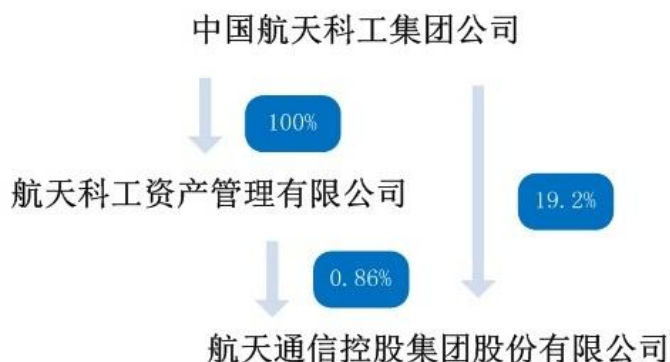 中国航天科工集团公司
100%
航天科工资产管理有限公司
19.2%
0.86%
航天通信控股集团股份有限公司